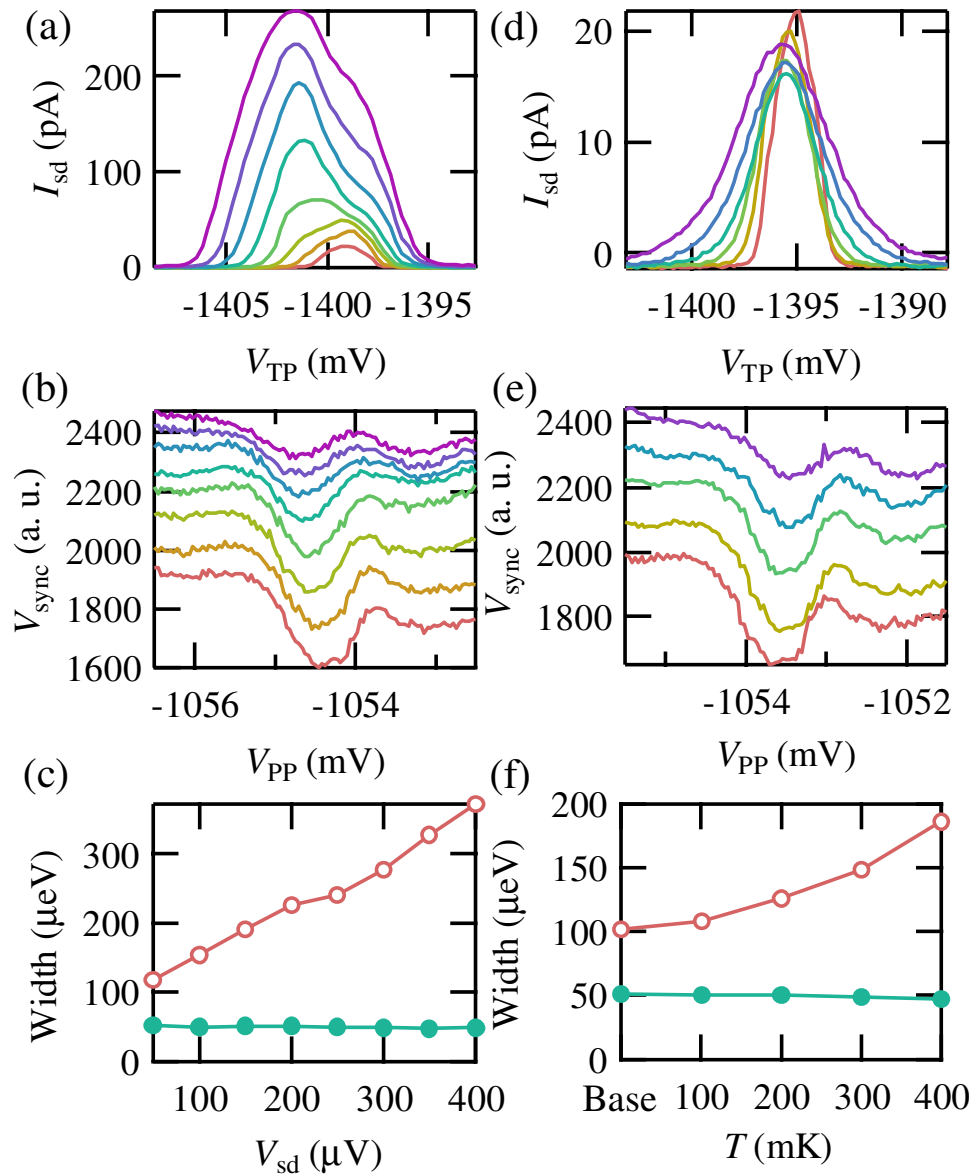 (a)
I_sd (pA)
200
100
0
-1405
-1400
-1395
V_TP (mV)
(d)
I_sd (pA)
20
10
0
-1400
-1395
-1390
V_TP (mV)
(b)
V_sync (a. u.)
2400
2200
2000
1800
1600
-1056
-1054
V_PP (mV)
(e)
V_sync (a. u.)
2400
2200
2000
1800
-1054
-1052
V_PP (mV)
(c)
Width (μeV)
300
200
100
0
100
200
300
400
V_sd (μV)
(f)
Width (μeV)
200
150
100
50
0
Base
100
200
300
400
T (mK)